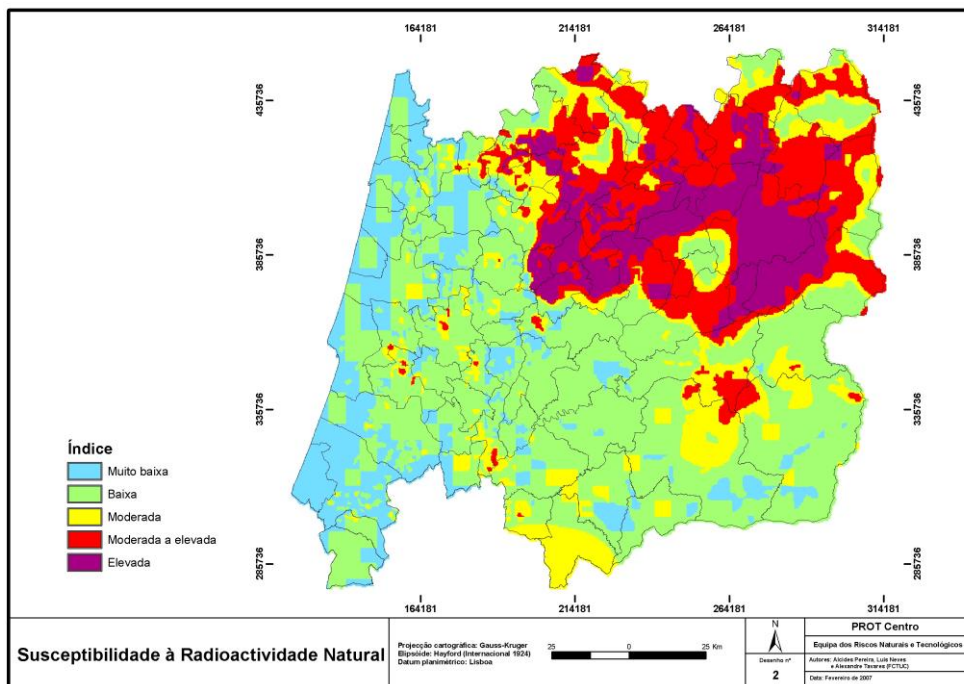 164181 214181 264181 314181
435736 435736
385736 385736
335736 335736
285736 285736
164181 214181 264181 314181
Índice
Muito baixa
Baixa
Moderada
Moderada a elevada
Elevada
Susceptibilidade à Radioactividade Natural
Projecção cartográfica: Gauss-Kruger
Elipsóide: Hayford (Internacional 1924)
Datum planimétrico: Lisboa
25 0 25 Km
N
Desenho nº
2
PROT Centro
Equipa dos Riscos Naturais e Tecnológicos
Autores: Alcides Pereira, Luis Neves
e Alexandre Tavares (FCTUC)
Data: Fevereiro de 2007